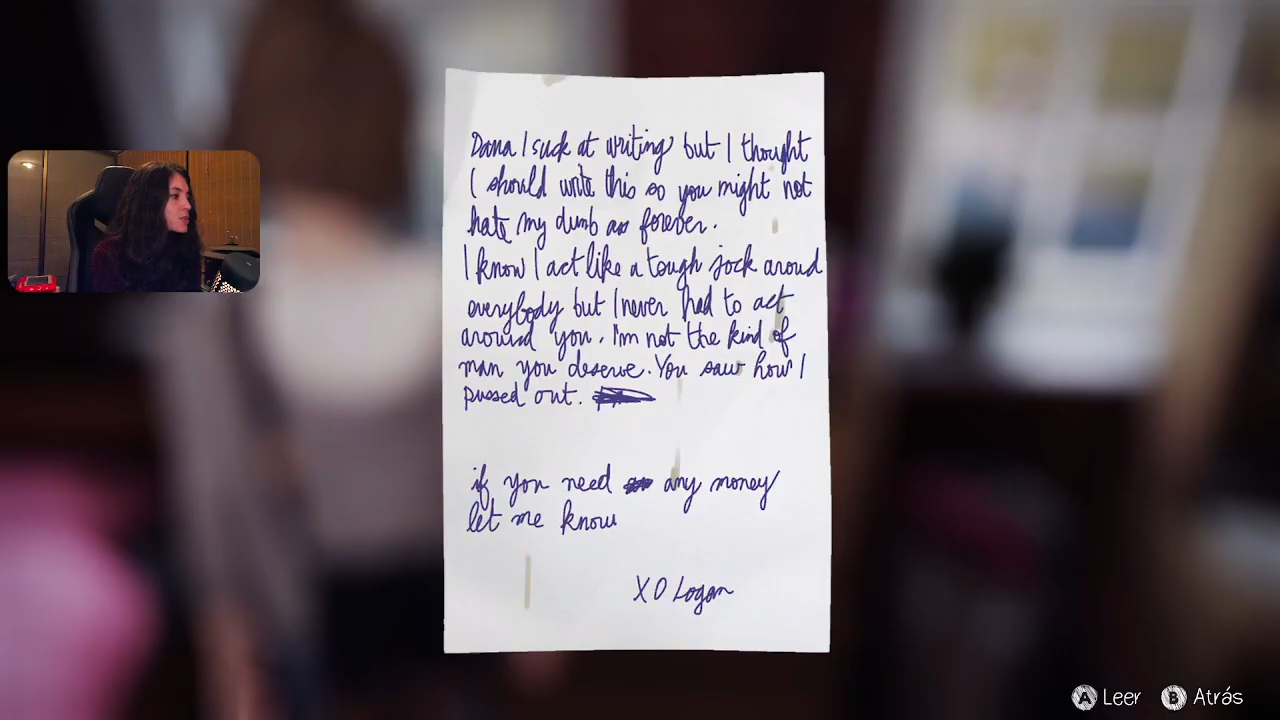 Dana I suck at writing but I thought
I should write this so you might not
hate my dumb ass forever.
I know I act like a tough jock aroud
everybody but I never had to act
around you. I'm not the kind of
man you deserve. You saw how I
pussed out.
if you need any money
let me know
XO Logan
A Leer B Atrás